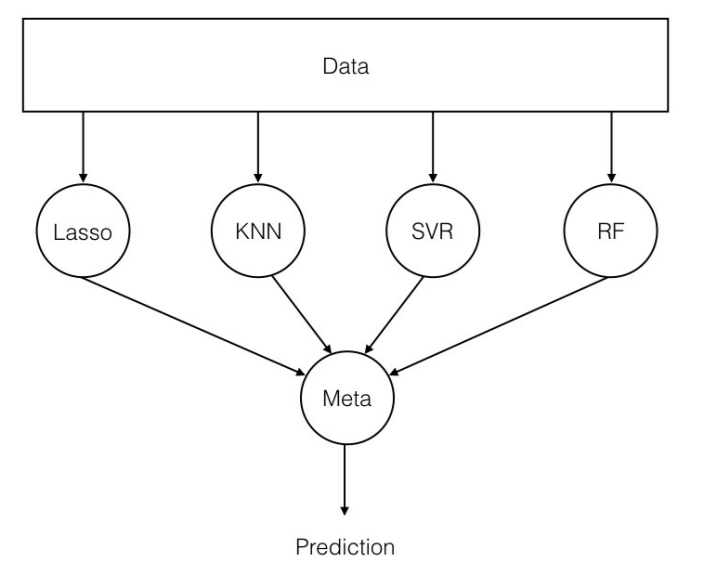 Data
Lasso
KNN
SVR
RF
Meta
Prediction